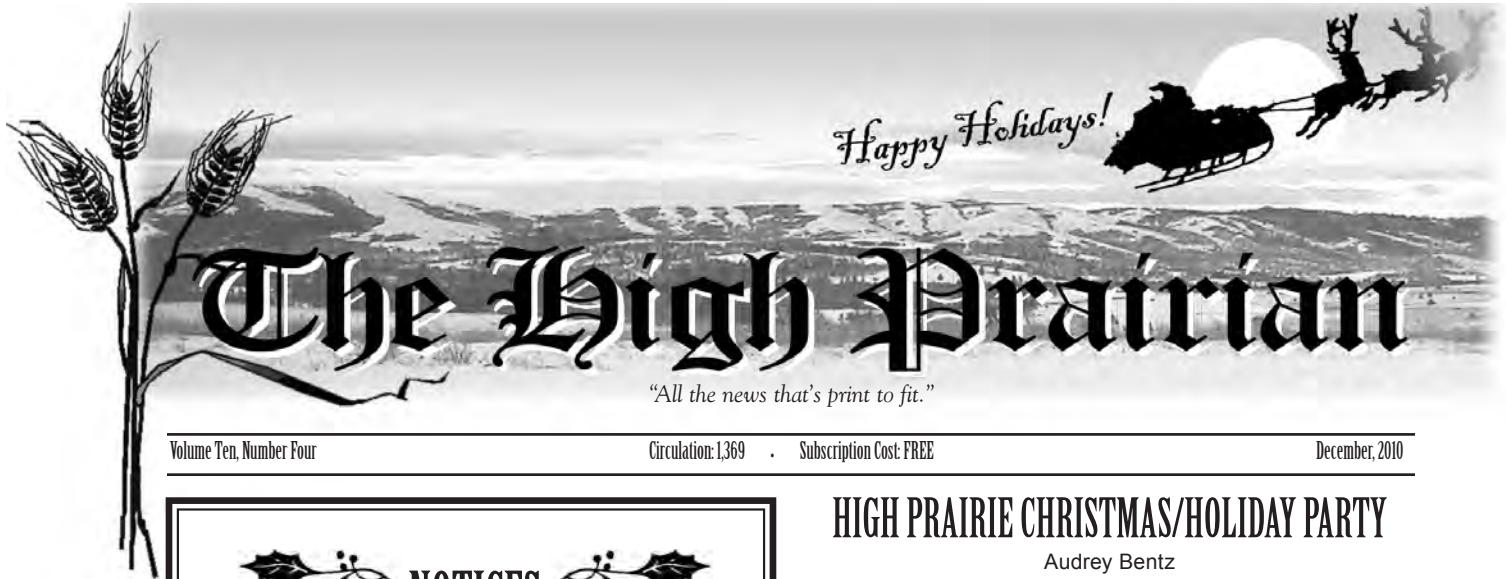 Happy Holidays!
The High Prairian
“All the news that’s print to fit.”
Volume Ten, Number Four Circulation: 1,369 . Subscription Cost: FREE December, 2010
NOTICES
HIGH PRAIRIE CHRISTMAS/HOLIDAY PARTY
Audrey Bentz